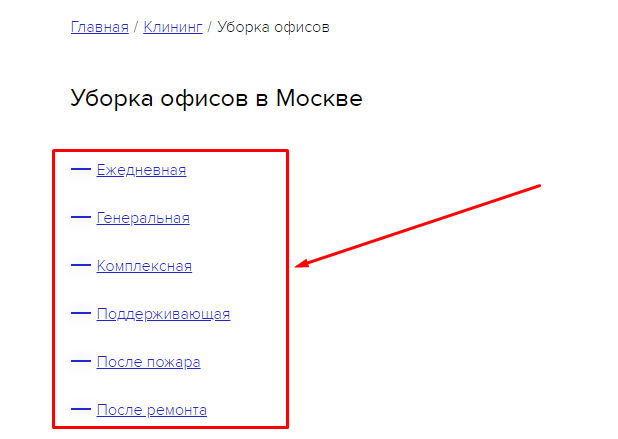 Главная / Клининг / Уборка офисов
Уборка офисов в Москве
— Ежедневная
— Генеральная
— Комплексная
— Поддерживающая
— После пожара
— После ремонта